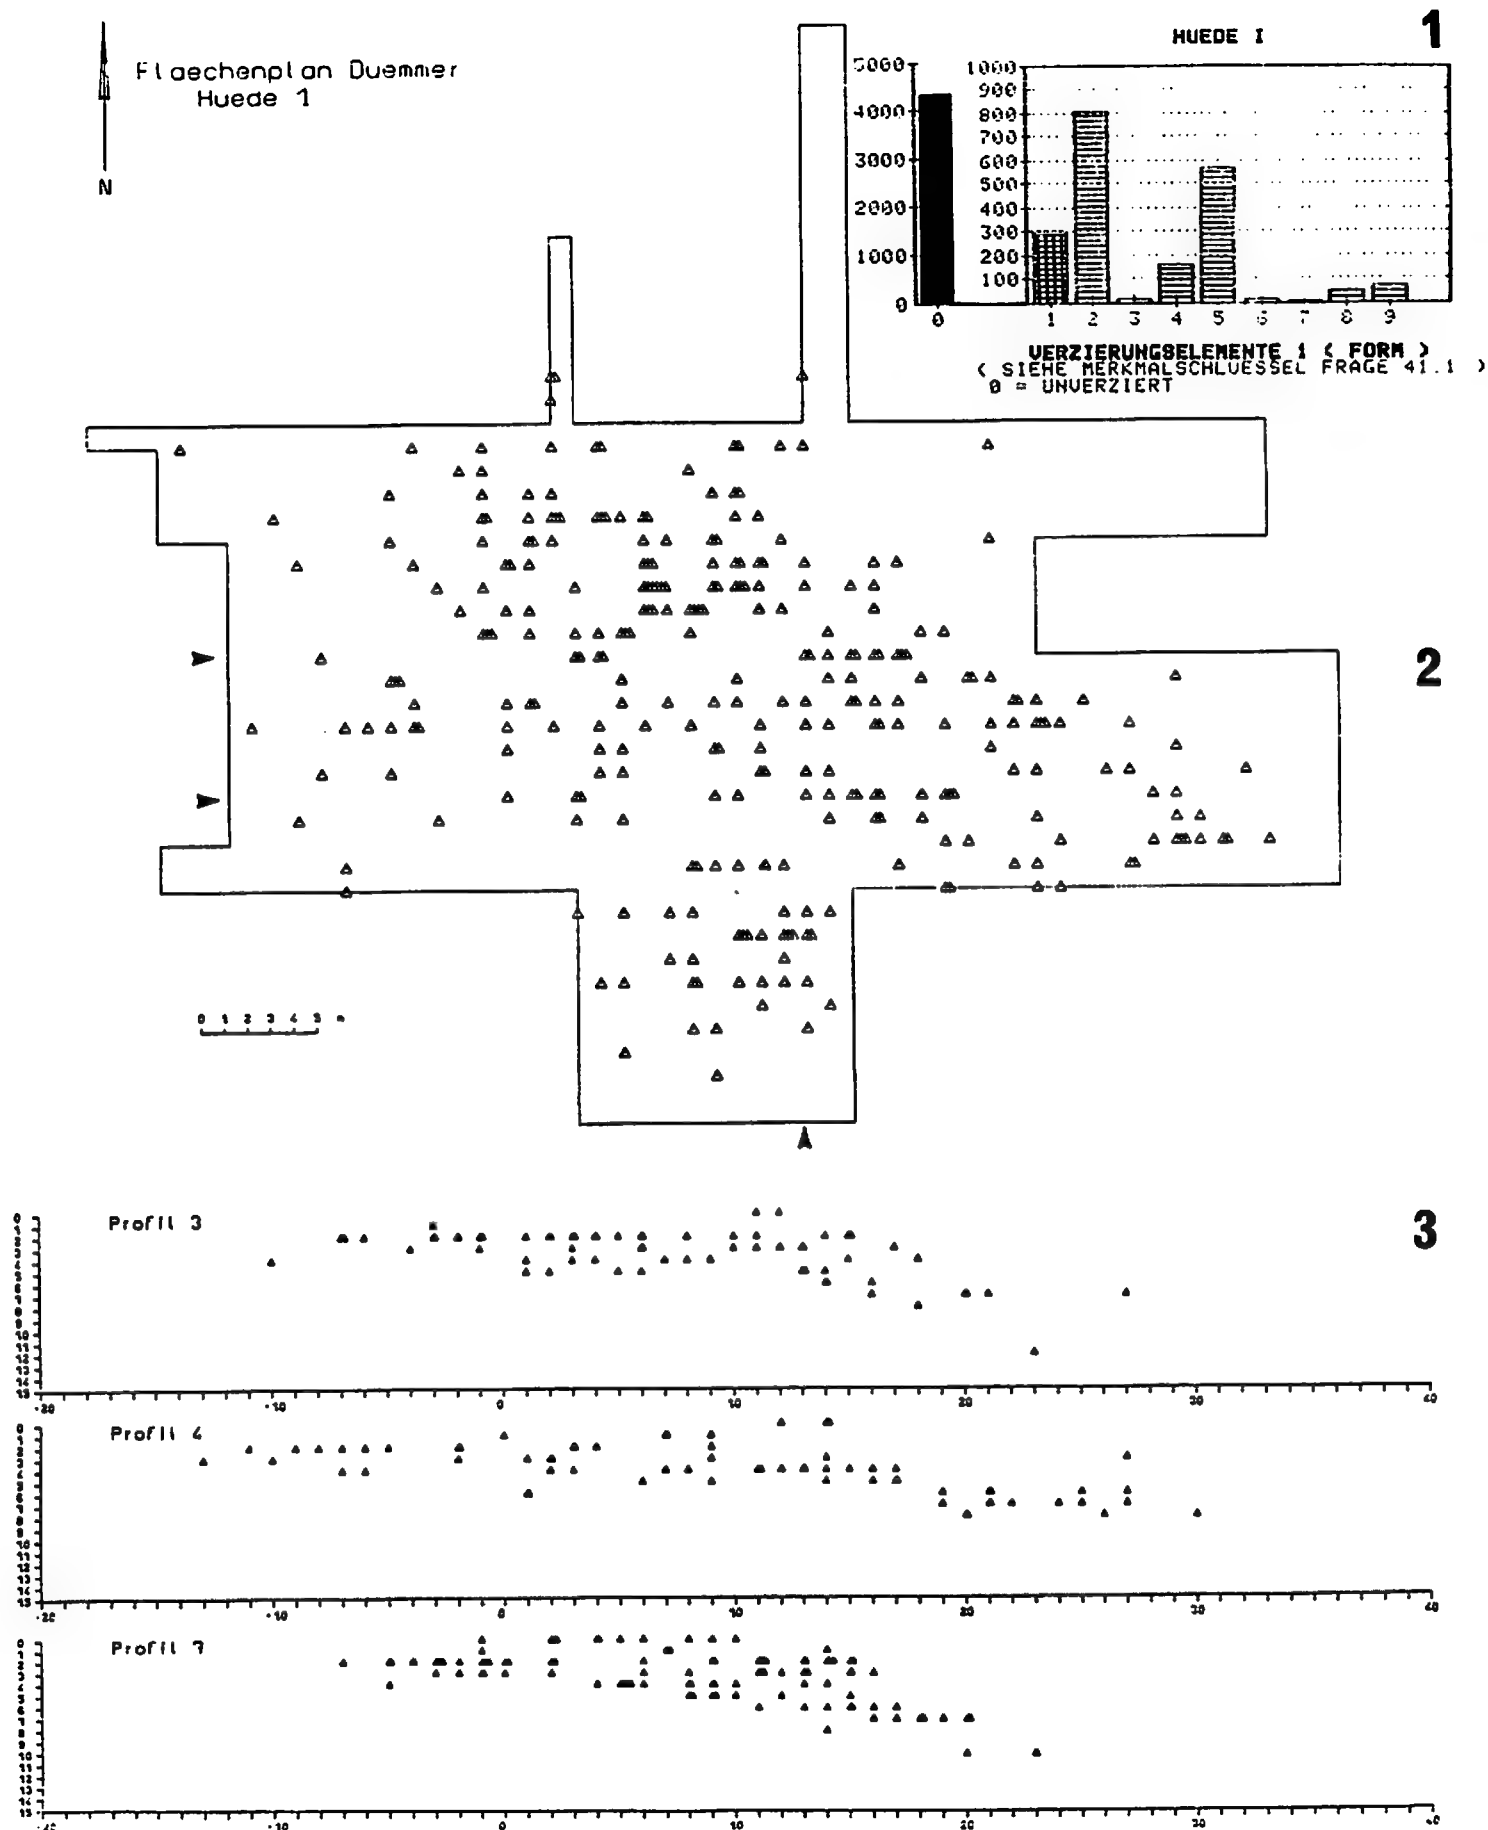 Flaechenplan Duemmer
Huede 1
N
HUEDE I
1
5000
4000
3000
2000
1000
0
0
1000
900
800
700
600
500
400
300
200
100
1 2 3 4 5 6 7 8 9
VERZIERUNGSELEMENTE 1 ( FORM )
( SIEHE MERKMALSCHLUESSEL FRAGE 41.1 )
0 = UNVERZIERT
2
0 1 2 3 4 5 m
3
Profil 3
-20 -10 0 10 20 30 40
Profil 4
-20 -10 0 10 20 30 40
Profil 7
-20 -10 0 10 20 30 40